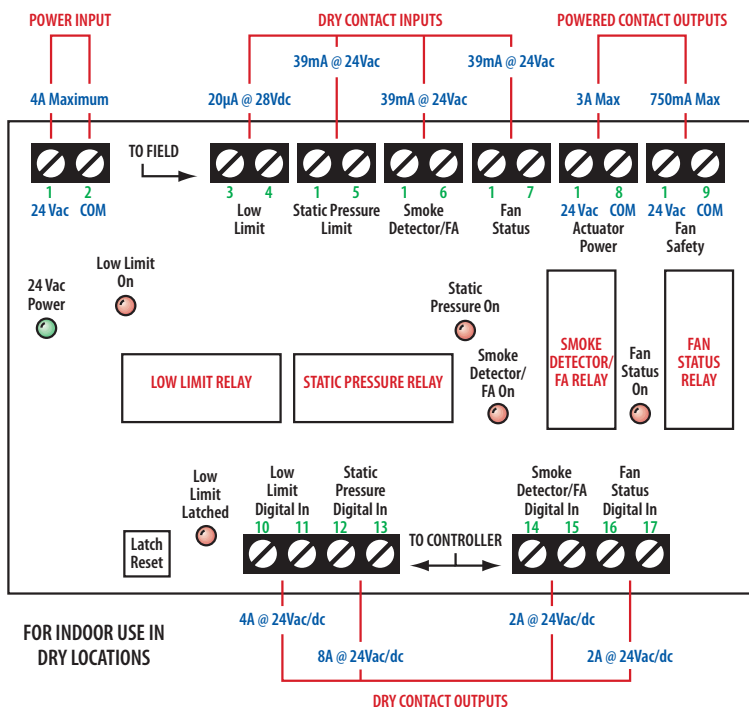 POWER INPUT
DRY CONTACT INPUTS
POWERED CONTACT OUTPUTS
39mA @ 24Vac
39mA @ 24Vac
4A Maximum
20µA @ 28Vdc
39mA @ 24Vac
3A Max
750mA Max
TO FIELD
1 2
24 Vac COM
3 4
Low
Limit
1 5
Static Pressure
Limit
1 6
Smoke
Detector/FA
1 7
Fan
Status
1 8
24 Vac COM
Actuator
Power
1 9
24 Vac COM
Fan
Safety
24 Vac
Power
Low Limit
On
Static
Pressure On
LOW LIMIT RELAY
STATIC PRESSURE RELAY
Smoke
Detector/
FA On
SMOKE
DETECTOR/
FA RELAY
Fan
Status
On
FAN
STATUS
RELAY
Low
Limit
Latched
Low
Limit
Digital In
10 11
Static
Pressure
Digital In
12 13
Smoke
Detector/FA
Digital In
14 15
Fan
Status
Digital In
16 17
Latch
Reset
TO CONTROLLER
4A @ 24Vac/dc
2A @ 24Vac/dc
FOR INDOOR USE IN
DRY LOCATIONS
8A @ 24Vac/dc
2A @ 24Vac/dc
DRY CONTACT OUTPUTS